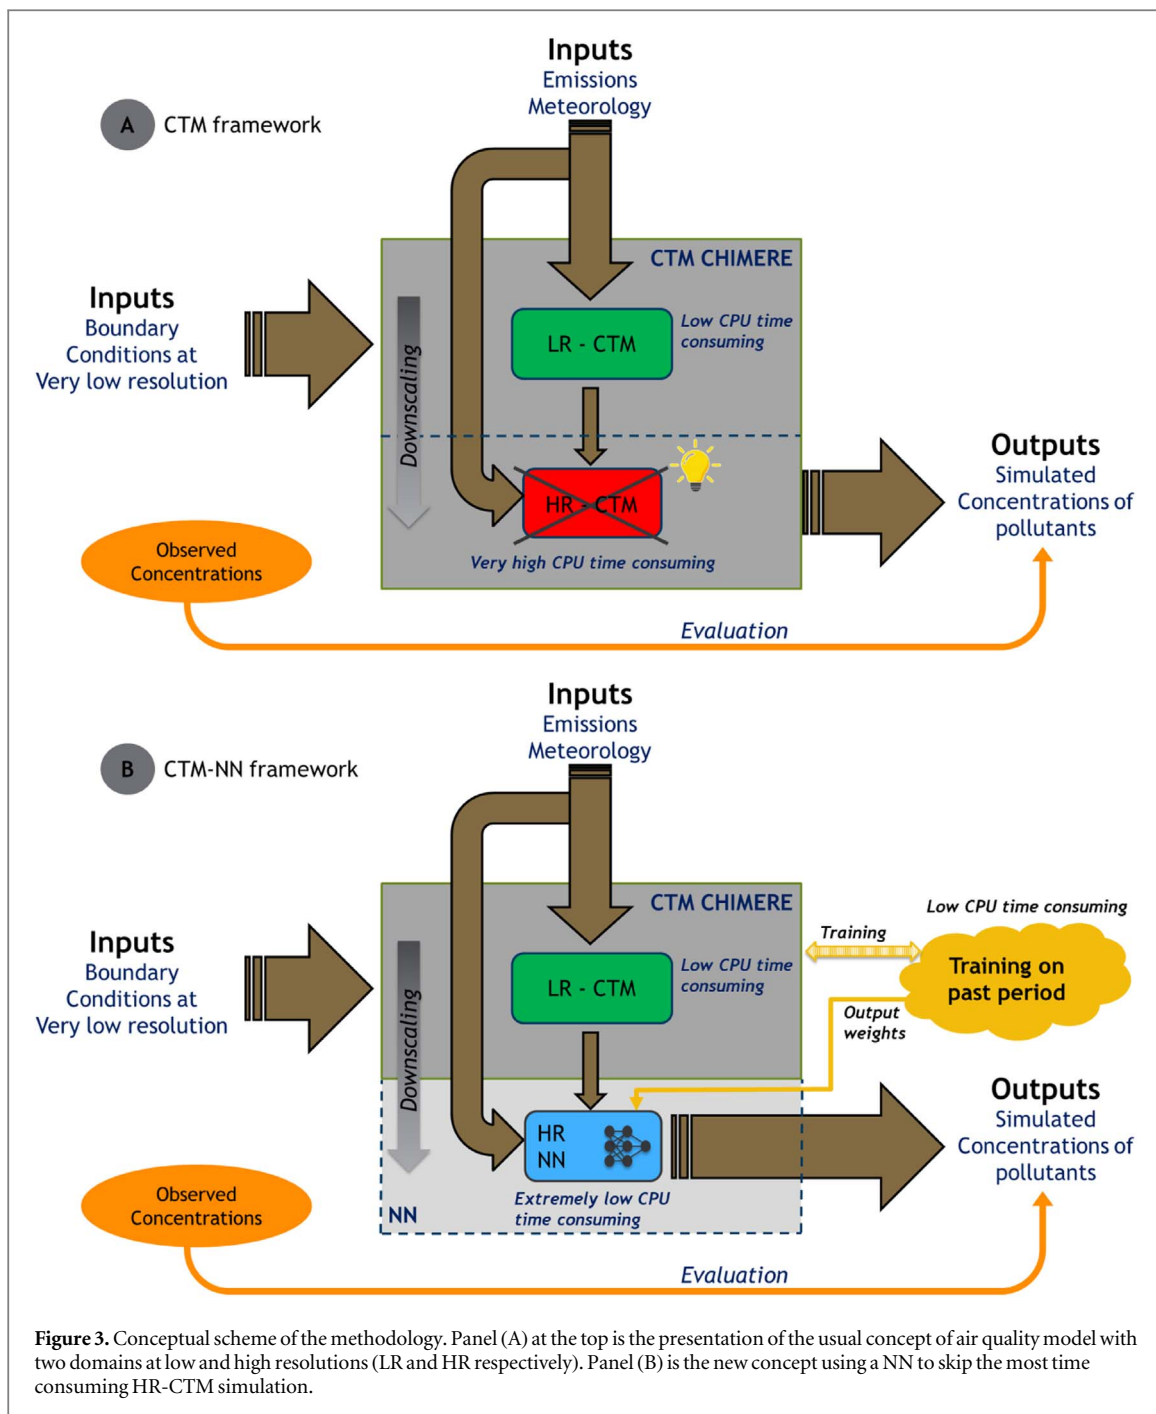 Inputs
Emissions
Meteorology
A CTM framework
CTM CHIMERE
Inputs
Boundary
Conditions at
Very low resolution
Downscaling
LR - CTM
Low CPU time
consuming
HR - CTM
Very high CPU time consuming
Outputs
Simulated
Concentrations of
pollutants
Observed
Concentrations
Evaluation
Inputs
Emissions
Meteorology
B CTM-NN framework
CTM CHIMERE
Inputs
Boundary
Conditions at
Very low resolution
Downscaling
LR - CTM
Low CPU time
consuming
Low CPU time consuming
Training
Training on
past period
Output
weights
HR
NN
Extremely low CPU
time consuming
NN
Outputs
Simulated
Concentrations of
pollutants
Observed
Concentrations
Evaluation
Figure 3. Conceptual scheme of the methodology. Panel (A) at the top is the presentation of the usual concept of air quality model with
two domains at low and high resolutions (LR and HR respectively). Panel (B) is the new concept using a NN to skip the most time
consuming HR-CTM simulation.